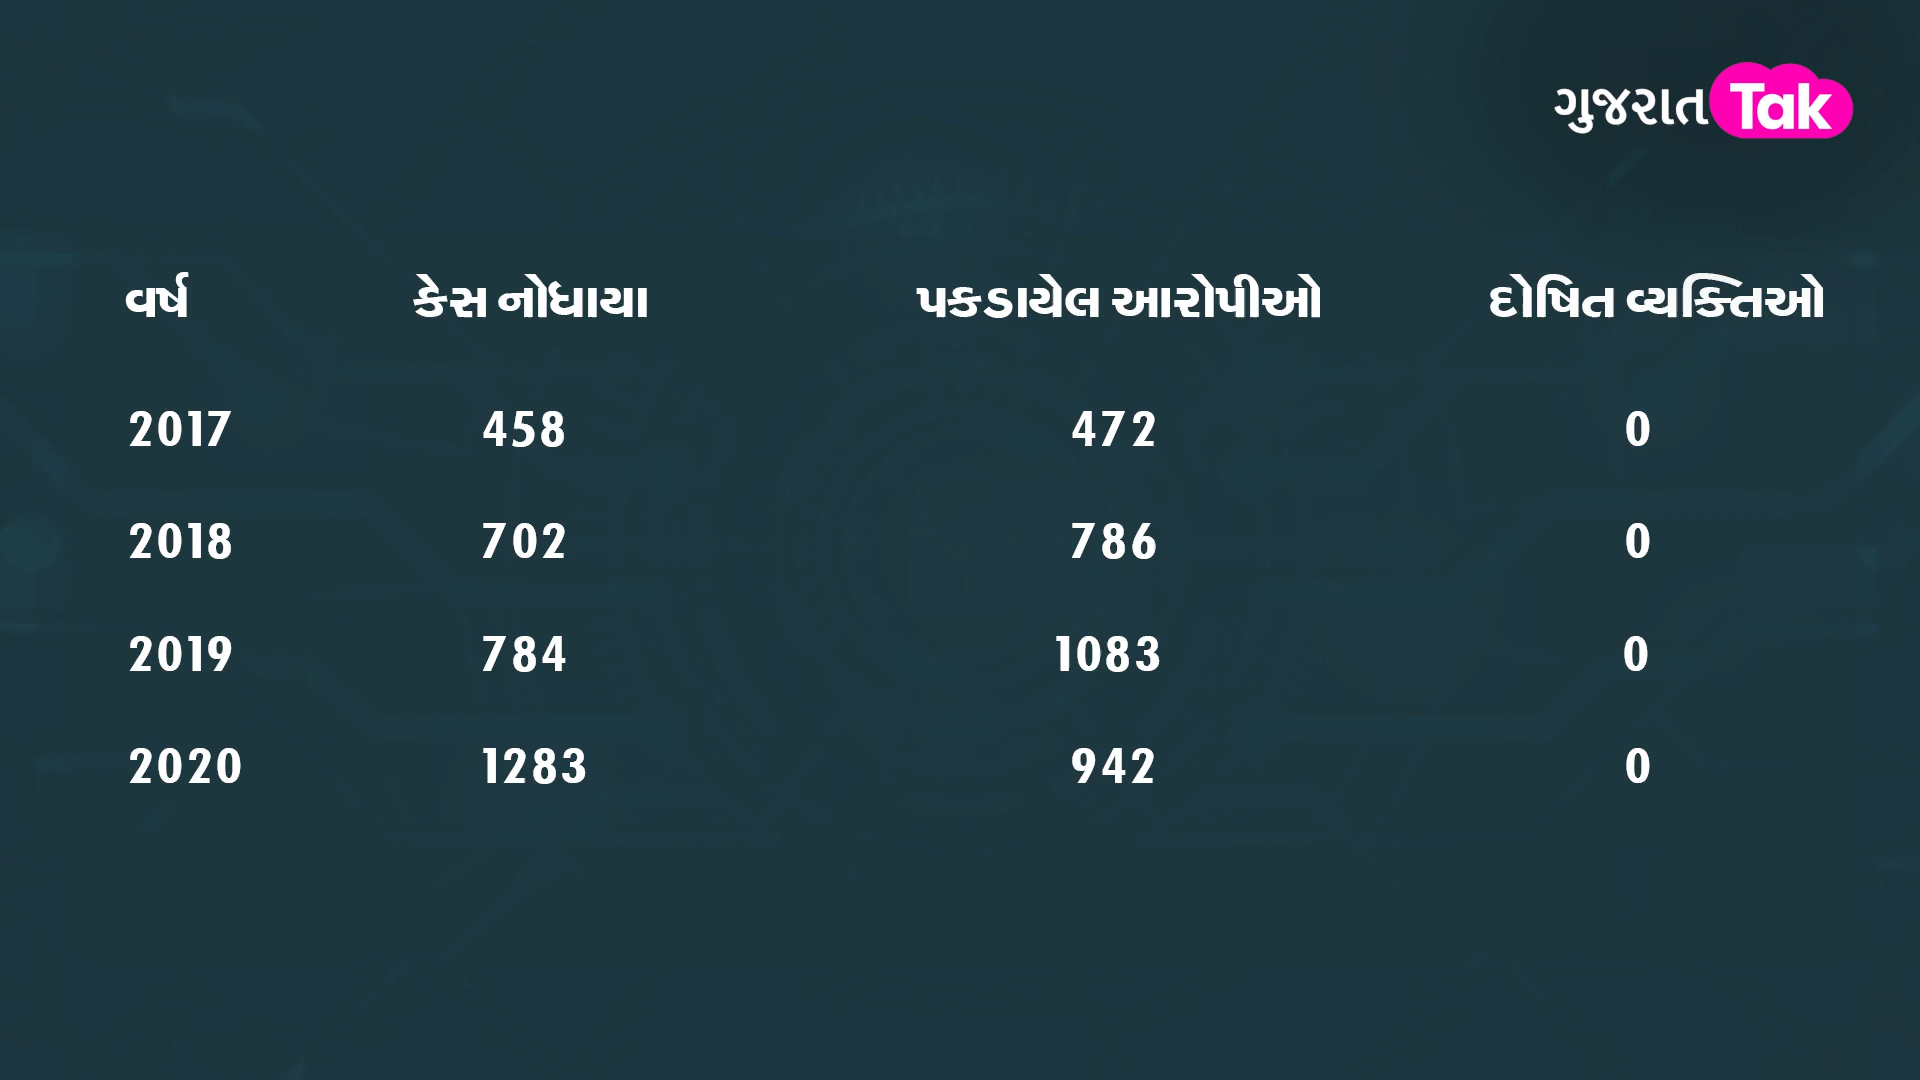 ગુજરાત Tak
વર્ષ કેસ નોધાયા પકડાયેલ આરોપીઓ દોષિત વ્યક્તિઓ
2017 458 472 0
2018 702 786 0
2019 784 1083 0
2020 1283 942 0